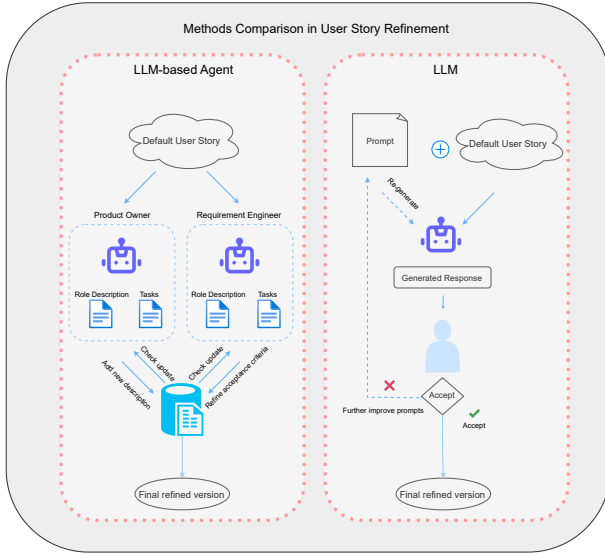 Methods Comparison in User Story Refinement
LLM-based Agent
Default User Story
Product Owner
Requirement Engineer
Role Description
Tasks
Role Description
Tasks
Add new description
Check update
Check update
Refine acceptance criteria
Final refined version
LLM
Prompt
Default User Story
Re-generate
Generated Response
Accept
Further improve prompts
Accept
Final refined version